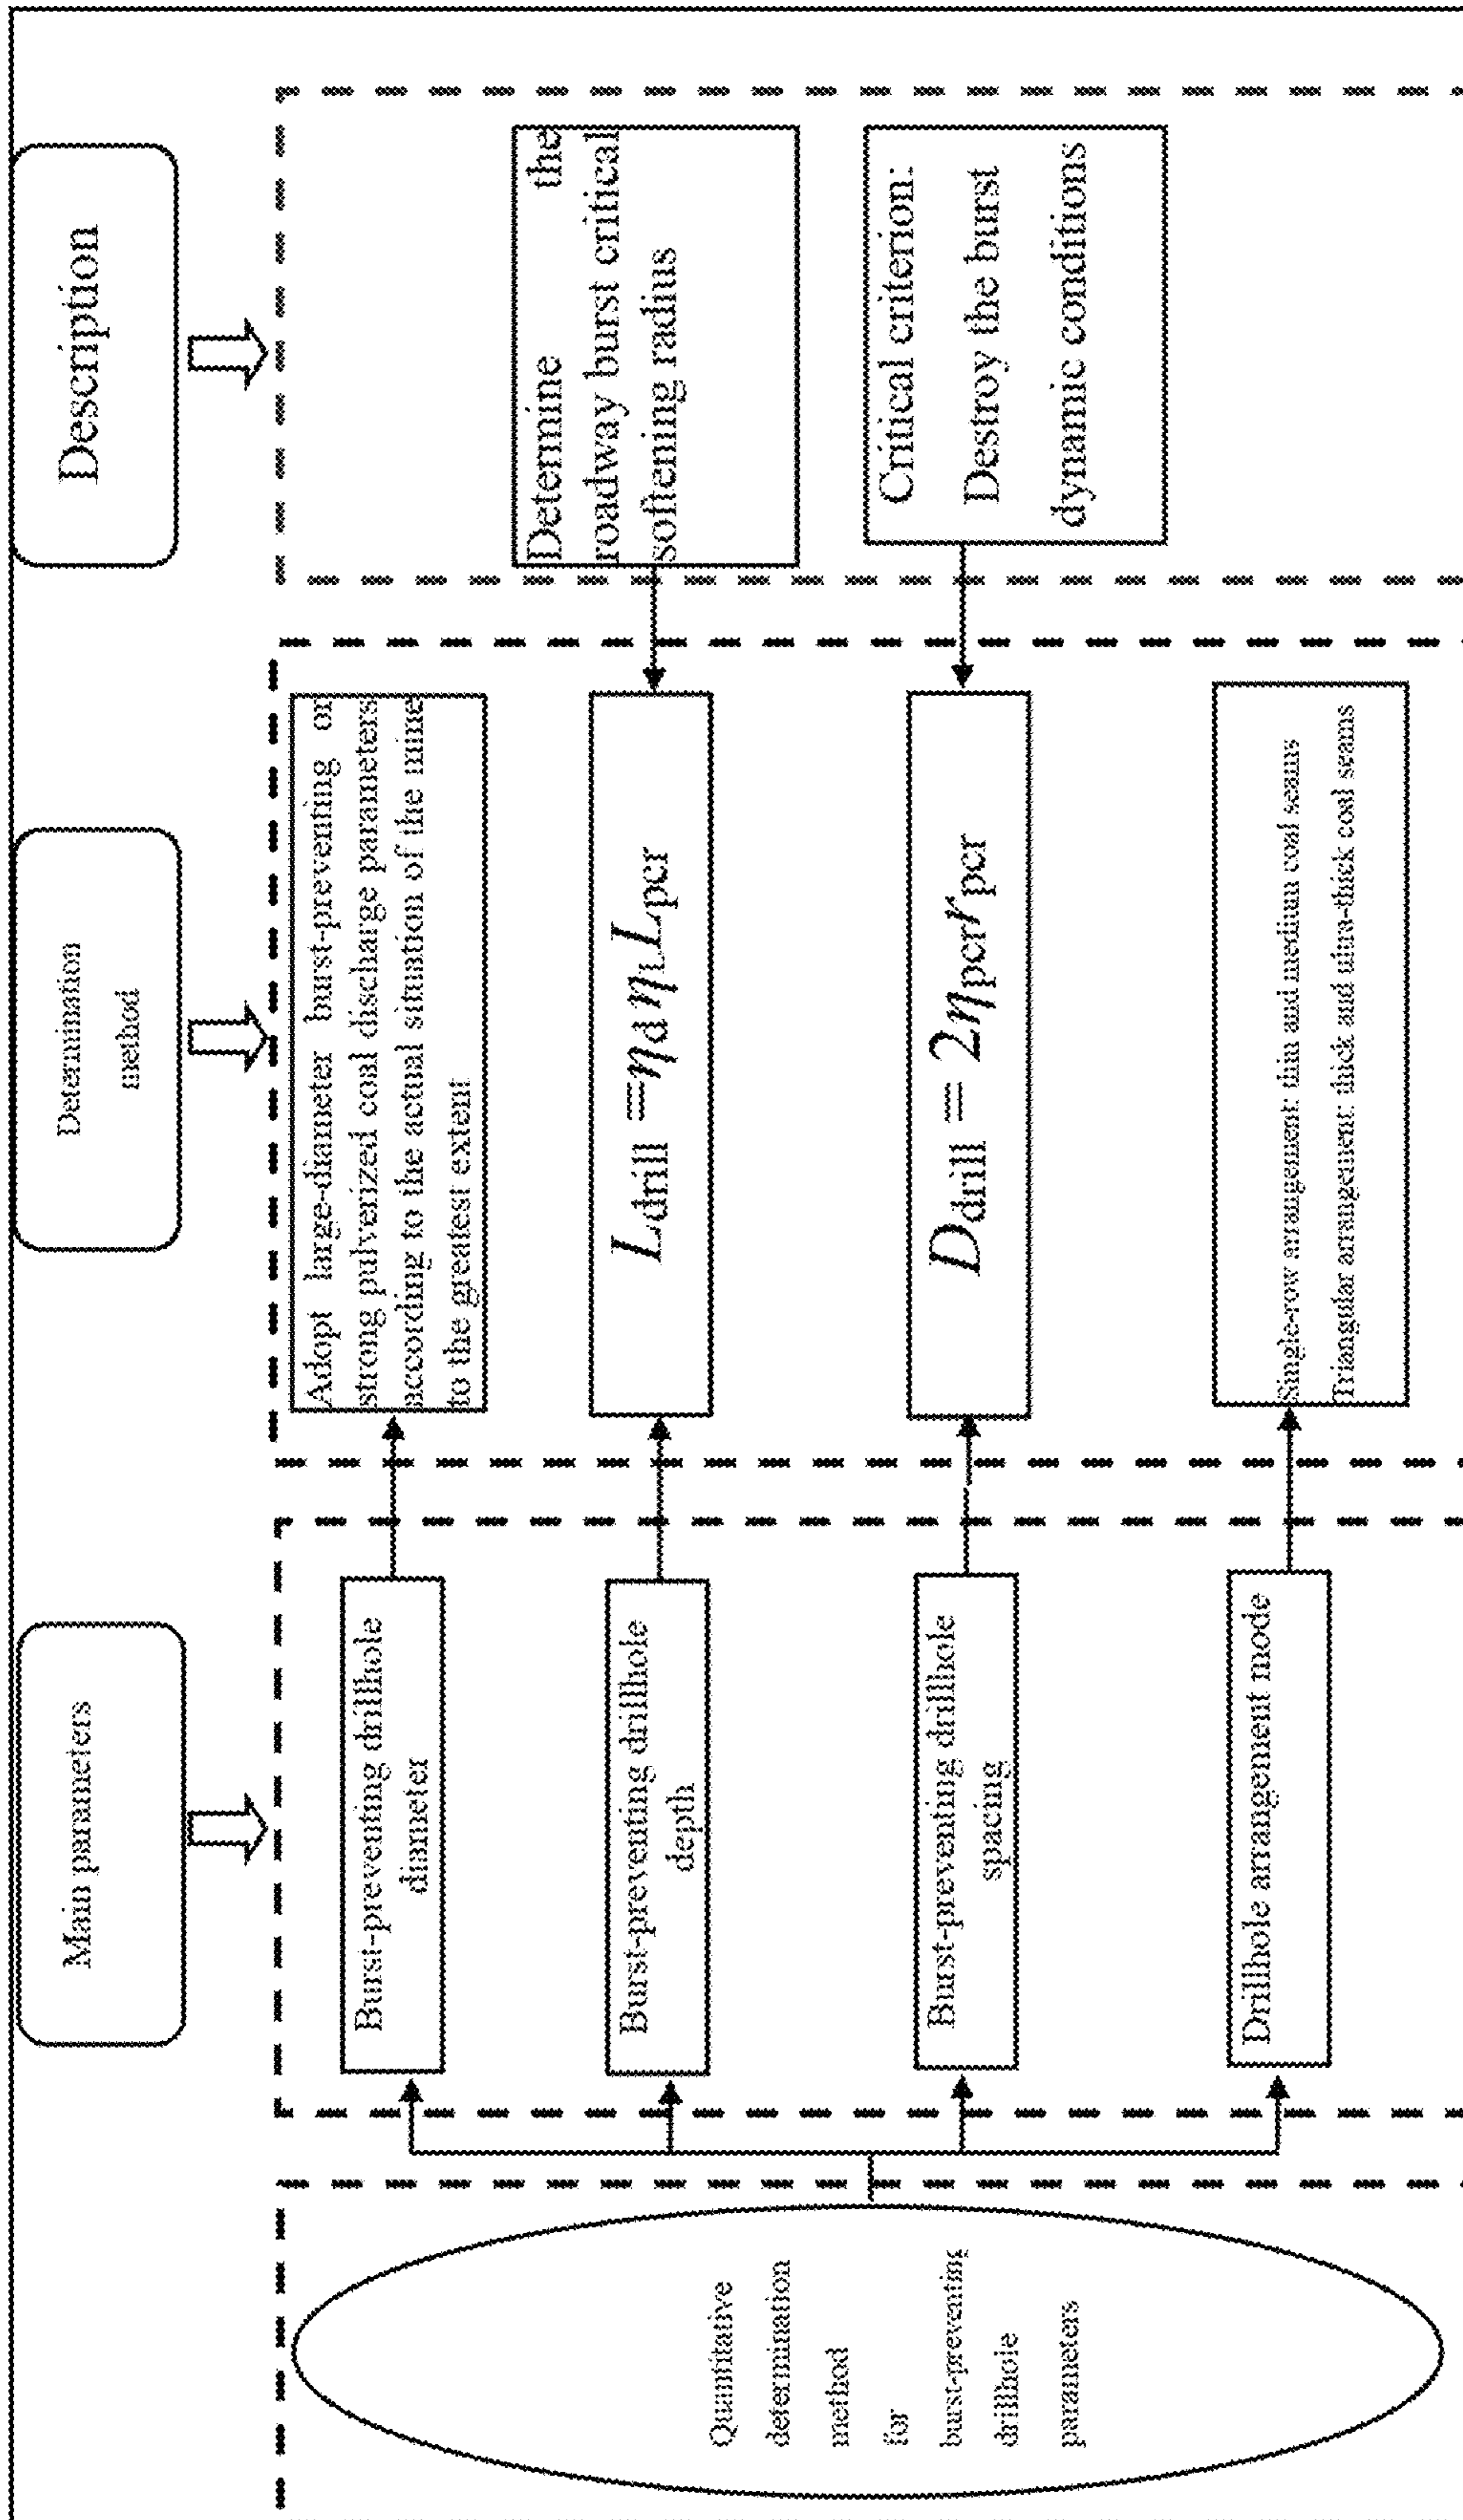 Main parameters
Determination
method
Description
Quantitative
determination
method
for
burst-preventing
drillhole
parameters
Burst-preventing drillhole
diameter
Adopt large-diameter burst-preventing or
strong pulverized coal discharge parameters
according to the actual situation of the mine
to the greatest extent
Burst-preventing drillhole
depth
L_drill = η_d η_L L_pcr
Determine the
roadway burst critical
softening radius
Burst-preventing drillhole
spacing
D_drill = 2η_pcr r_pcr
Critical criterion:
Destroy the burst
dynamic conditions
Drillhole arrangement mode
Single-row arrangement: thin and medium coal seams
Triangular arrangement: thick and ultra-thick coal seams